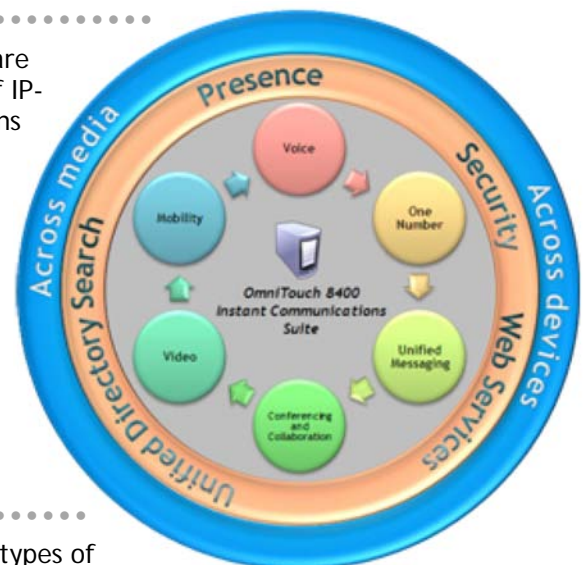 are
f IP-
ns
Across media
Across devices
Presence
Security
Web Services
Unified Directory Search
Voice
One
Number
Unified
Messaging
Conferencing
and
Collaboration
Video
Mobility
OmniTouch 8400
Instant Communications
Suite
types of